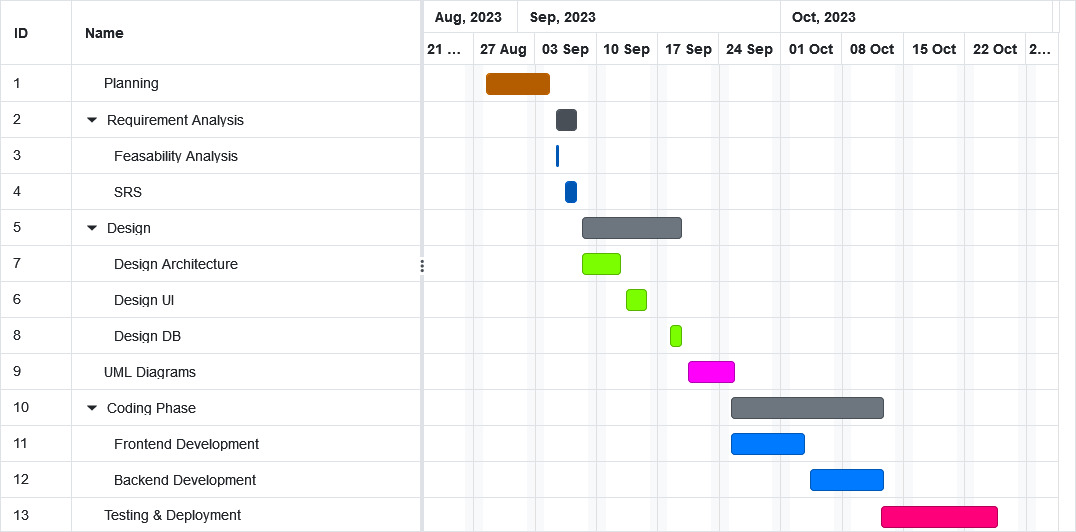 ID Name Aug, 2023 Sep, 2023 Oct, 2023
21 ... 27 Aug 03 Sep 10 Sep 17 Sep 24 Sep 01 Oct 08 Oct 15 Oct 22 Oct 2...
1 Planning
2 Requirement Analysis
3 Feasability Analysis
4 SRS
5 Design
7 Design Architecture
6 Design UI
8 Design DB
9 UML Diagrams
10 Coding Phase
11 Frontend Development
12 Backend Development
13 Testing & Deployment